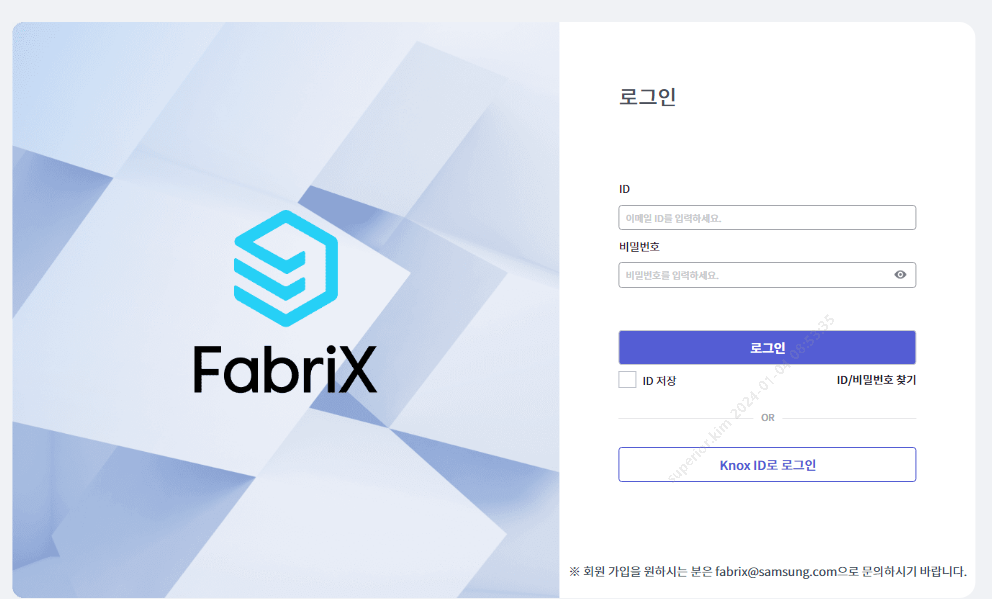 FabriX
로그인
ID
이메일 ID를 입력하세요.
비밀번호
비밀번호를 입력하세요.
로그인
ID 저장
ID/비밀번호 찾기
superior.kim 2024-01-04 08:53:35
OR
Knox ID로 로그인
※ 회원 가입을 원하시는 분은 fabrix@samsung.com으로 문의하시기 바랍니다.